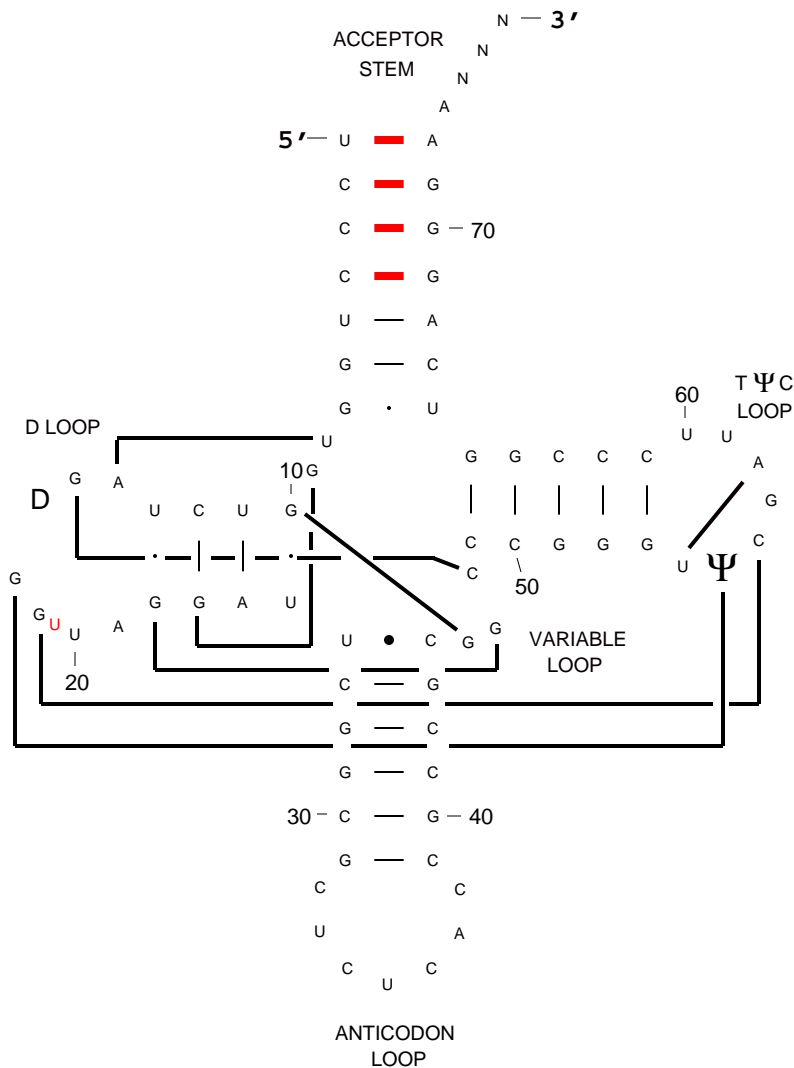 N — 3′
ACCEPTOR
STEM
N
N
A
5′ — U A
C G
C G — 70
C G
U A
G C
G U
60
T Ψ C
LOOP
D LOOP
U
U U
G G C C C
A
10 G
G A
D
U C U G
G
C C G G G
C
U Ψ
C
50
G
G G A U
G U U A
U C G G
VARIABLE
LOOP
20
C G
G C
G C
30 — C G — 40
G C
C C
U A
C C
U
ANTICODON
LOOP